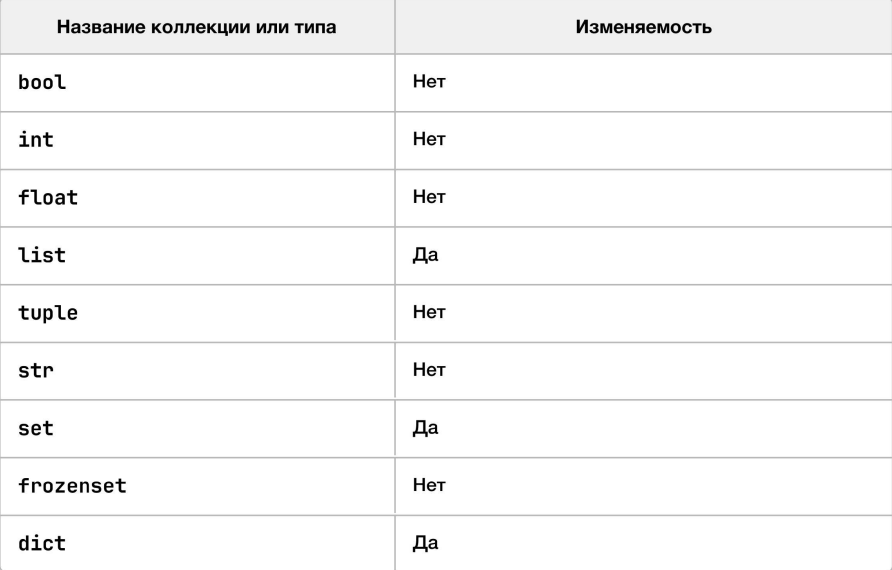 Название коллекции или типа Изменяемость
bool Нет
int Нет
float Нет
list Да
tuple Нет
str Нет
set Да
frozenset Нет
dict Да